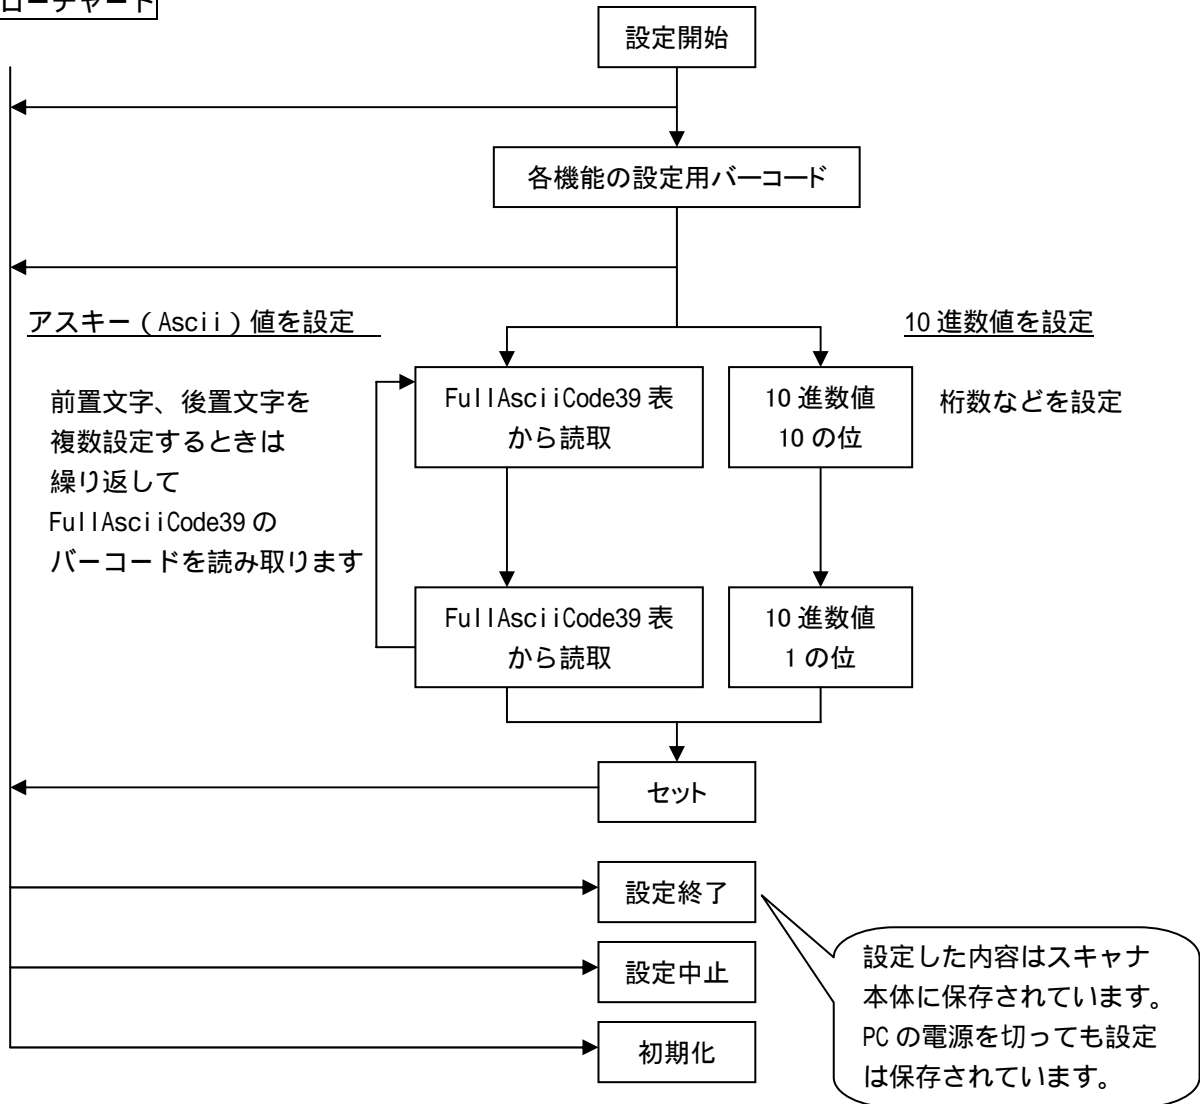 ローチャート
設定開始
各機能の設定用バーコード
アスキー（Ascii）値を設定
10進数値を設定
前置文字、後置文字を
複数設定するときは
繰り返して
FullAsciiCode39の
バーコードを読み取ります
FullAsciiCode39表
から読取
10進数値
10の位
桁数などを設定
FullAsciiCode39表
から読取
10進数値
1の位
セット
設定終了
設定中止
初期化
設定した内容はスキャナ
本体に保存されています。
PCの電源を切っても設定
は保存されています。